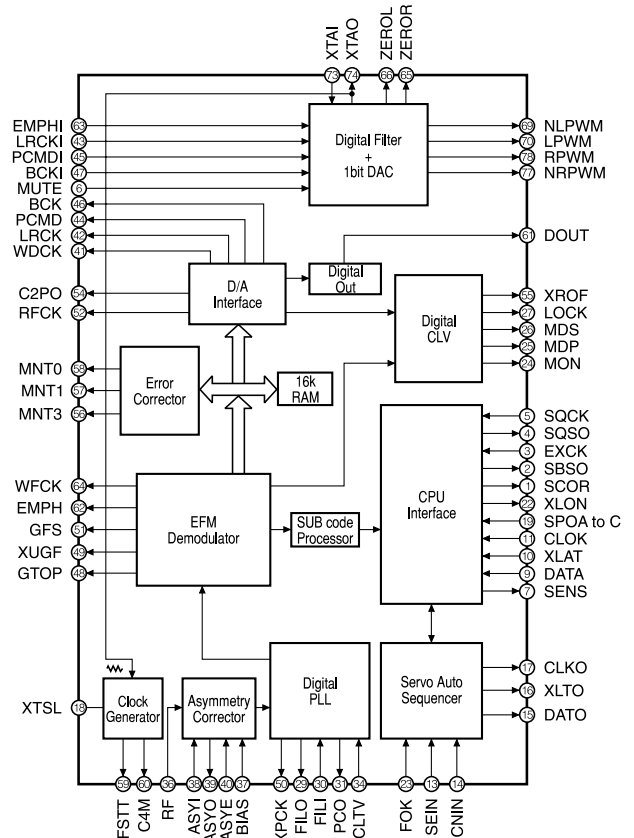 XTAI
XTAO
ZEROL
ZEROR
73
74
66
65
EMPHI 63
LRCKI 43
PCMDI 45
BCKI 47
MUTE 6
BCK 46
PCMD 44
LRCK 42
WDCK 41
C2PO 54
RFCK 52
MNT0 58
MNT1 57
MNT3 56
WFCK 64
EMPH 62
GFS 51
XUGF 49
GTOP 48
XTSL 18
Digital Filter
+
1bit DAC
D/A
Interface
Digital
Out
Digital
CLV
Error
Corrector
16k
RAM
EFM
Demodulator
SUB code
Processor
CPU
Interface
Clock
Generator
Asymmetry
Corrector
Digital
PLL
Servo Auto
Sequencer
69 NLPWM
70 LPWM
78 RPWM
77 NRPWM
61 DOUT
55 XROF
27 LOCK
26 MDS
25 MDP
24 MON
5 SQCK
4 SQSO
3 EXCK
2 SBSO
1 SCOR
22 XLON
19 SPOA to C
11 CLOK
10 XLAT
9 DATA
7 SENS
17 CLKO
16 XLTO
15 DATO
59
60
36
38
39
40
37
50
29
30
31
34
23
13
14
FSTT
C4M
RF
ASYI
ASYO
ASYE
BIAS
XPCK
FILO
FILI
PCO
CLTV
FOK
SEIN
CNIN